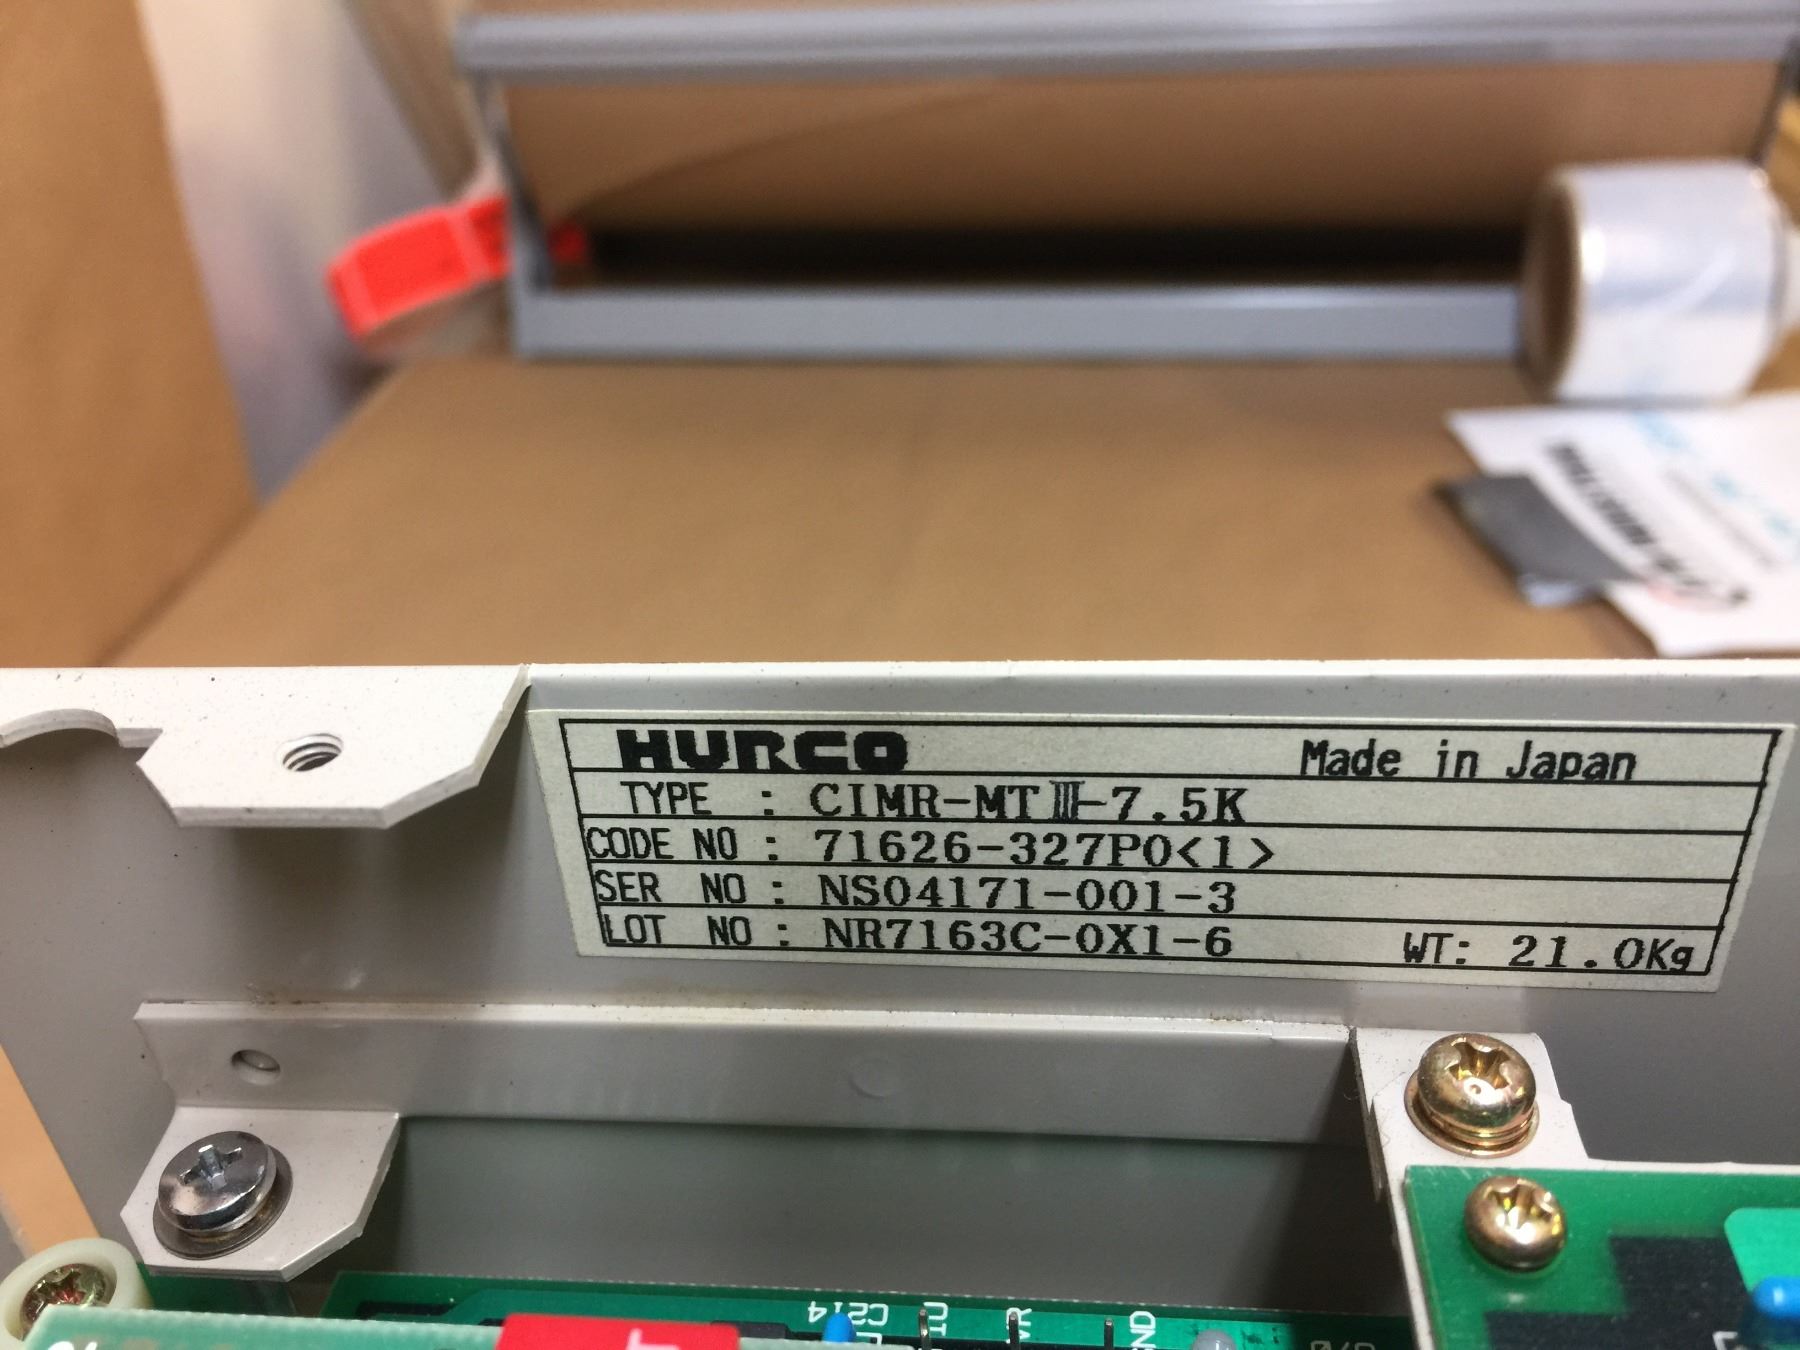 HURCO Made in Japan
TYPE : CIMR-MTⅢ-7.5K
CODE NO : 71626-327P0<1>
SER NO : NS04171-001-3
LOT NO : NR7163C-0X1-6 WT: 21.0Kg
C214